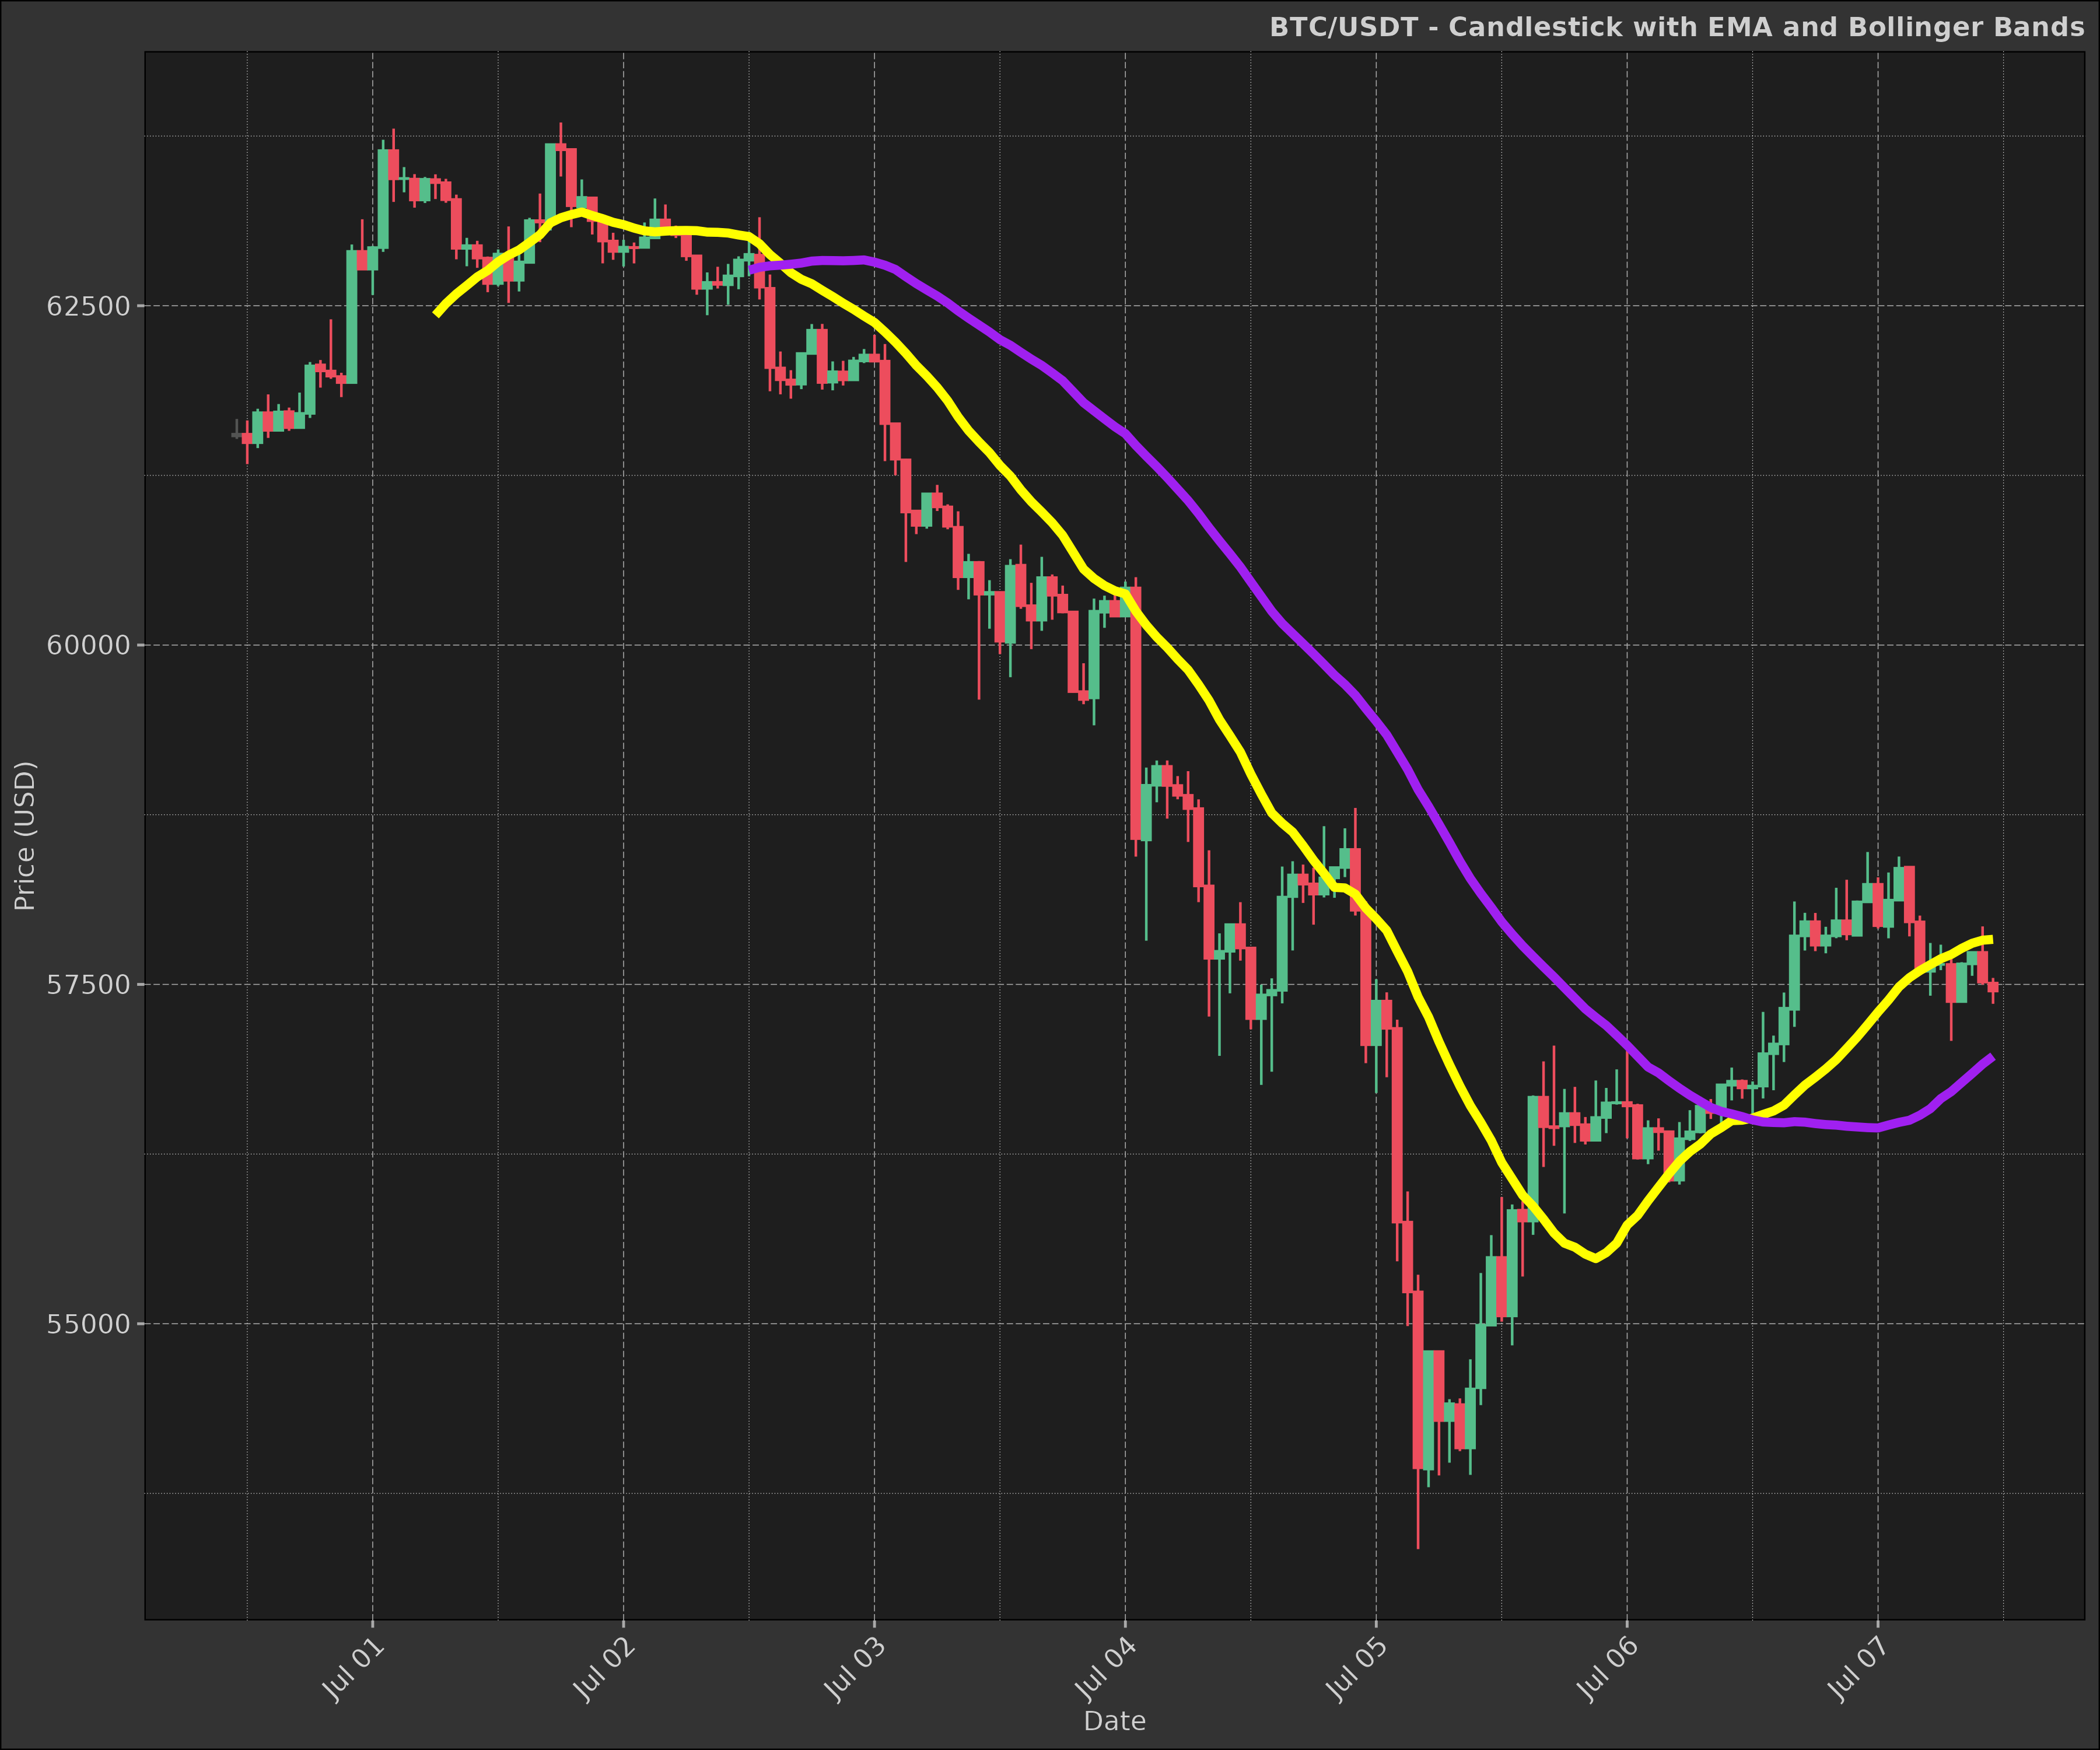 BTC/USDT - Candlestick with EMA and Bollinger Bands
Price (USD)
62500
60000
57500
55000
Jul 01
Jul 02
Jul 03
Jul 04
Jul 05
Jul 06
Jul 07
Date